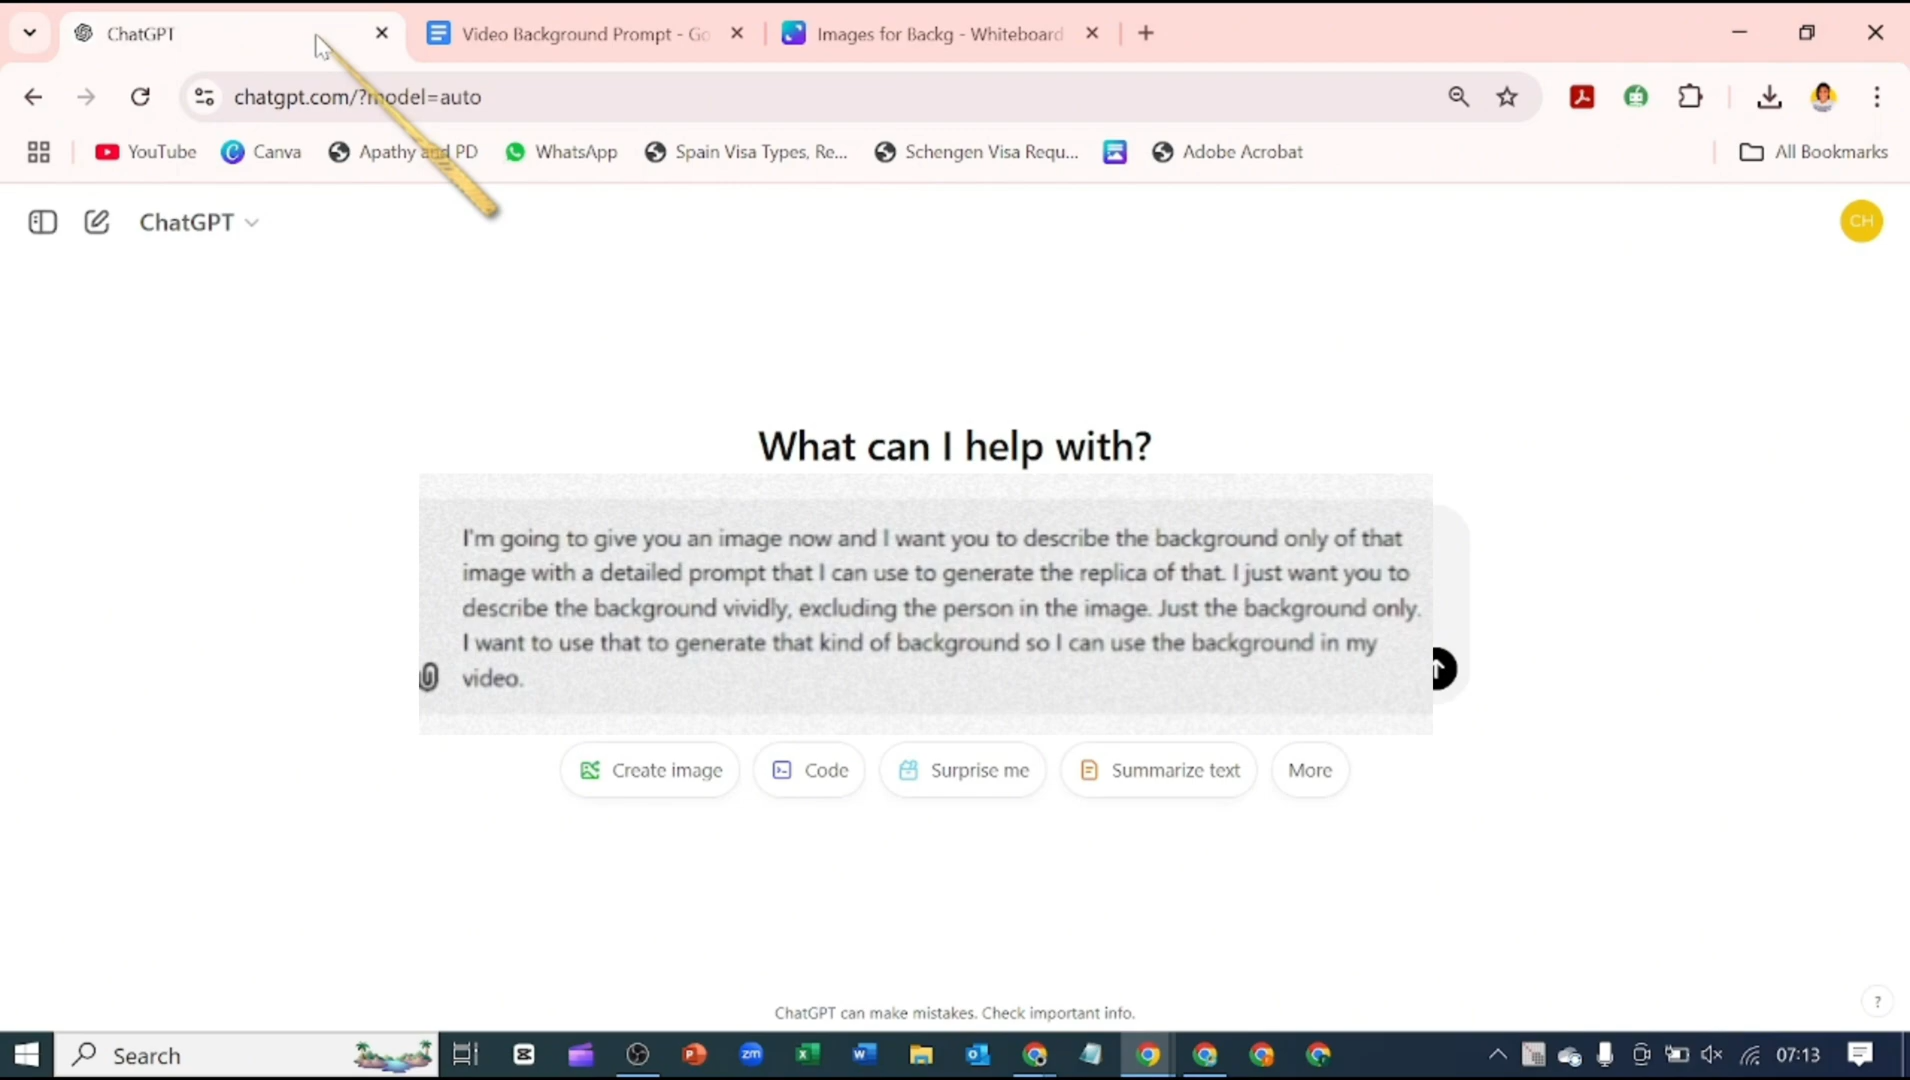 ChatGPT
Video Background Prompt - Go
Images for Backg - Whiteboard
chatgpt.com/?model=auto
YouTube
Canva
Apathy and PD
WhatsApp
Spain Visa Types, Re...
Schengen Visa Requ...
Adobe Acrobat
All Bookmarks
ChatGPT
CH
What can I help with?
I'm going to give you an image now and I want you to describe the background only of that
image with a detailed prompt that I can use to generate the replica of that. I just want you to
describe the background vividly, excluding the person in the image. Just the background only.
I want to use that to generate that kind of background so I can use the background in my
video.
Create image
Code
Surprise me
Summarize text
More
ChatGPT can make mistakes. Check important info.
?
Search
zm
07:13